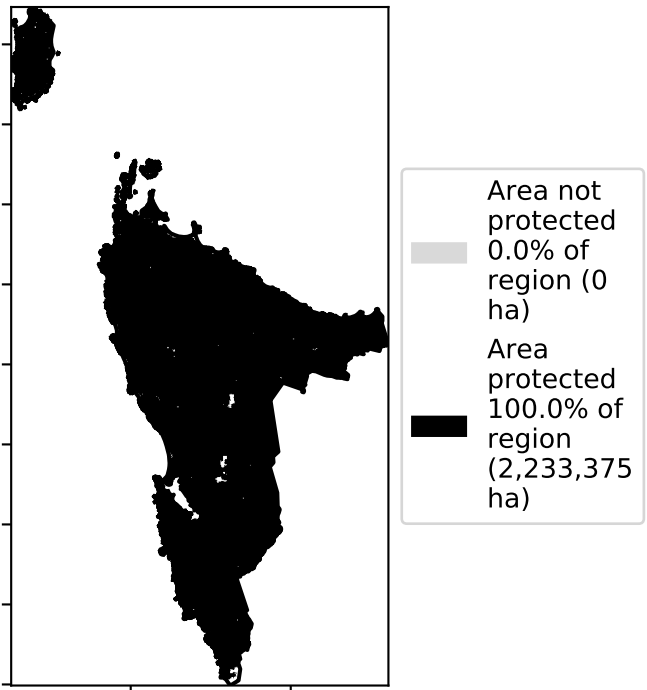 Area not
protected
0.0% of
region (0
ha)
Area
protected
100.0% of
region
(2,233,375
ha)